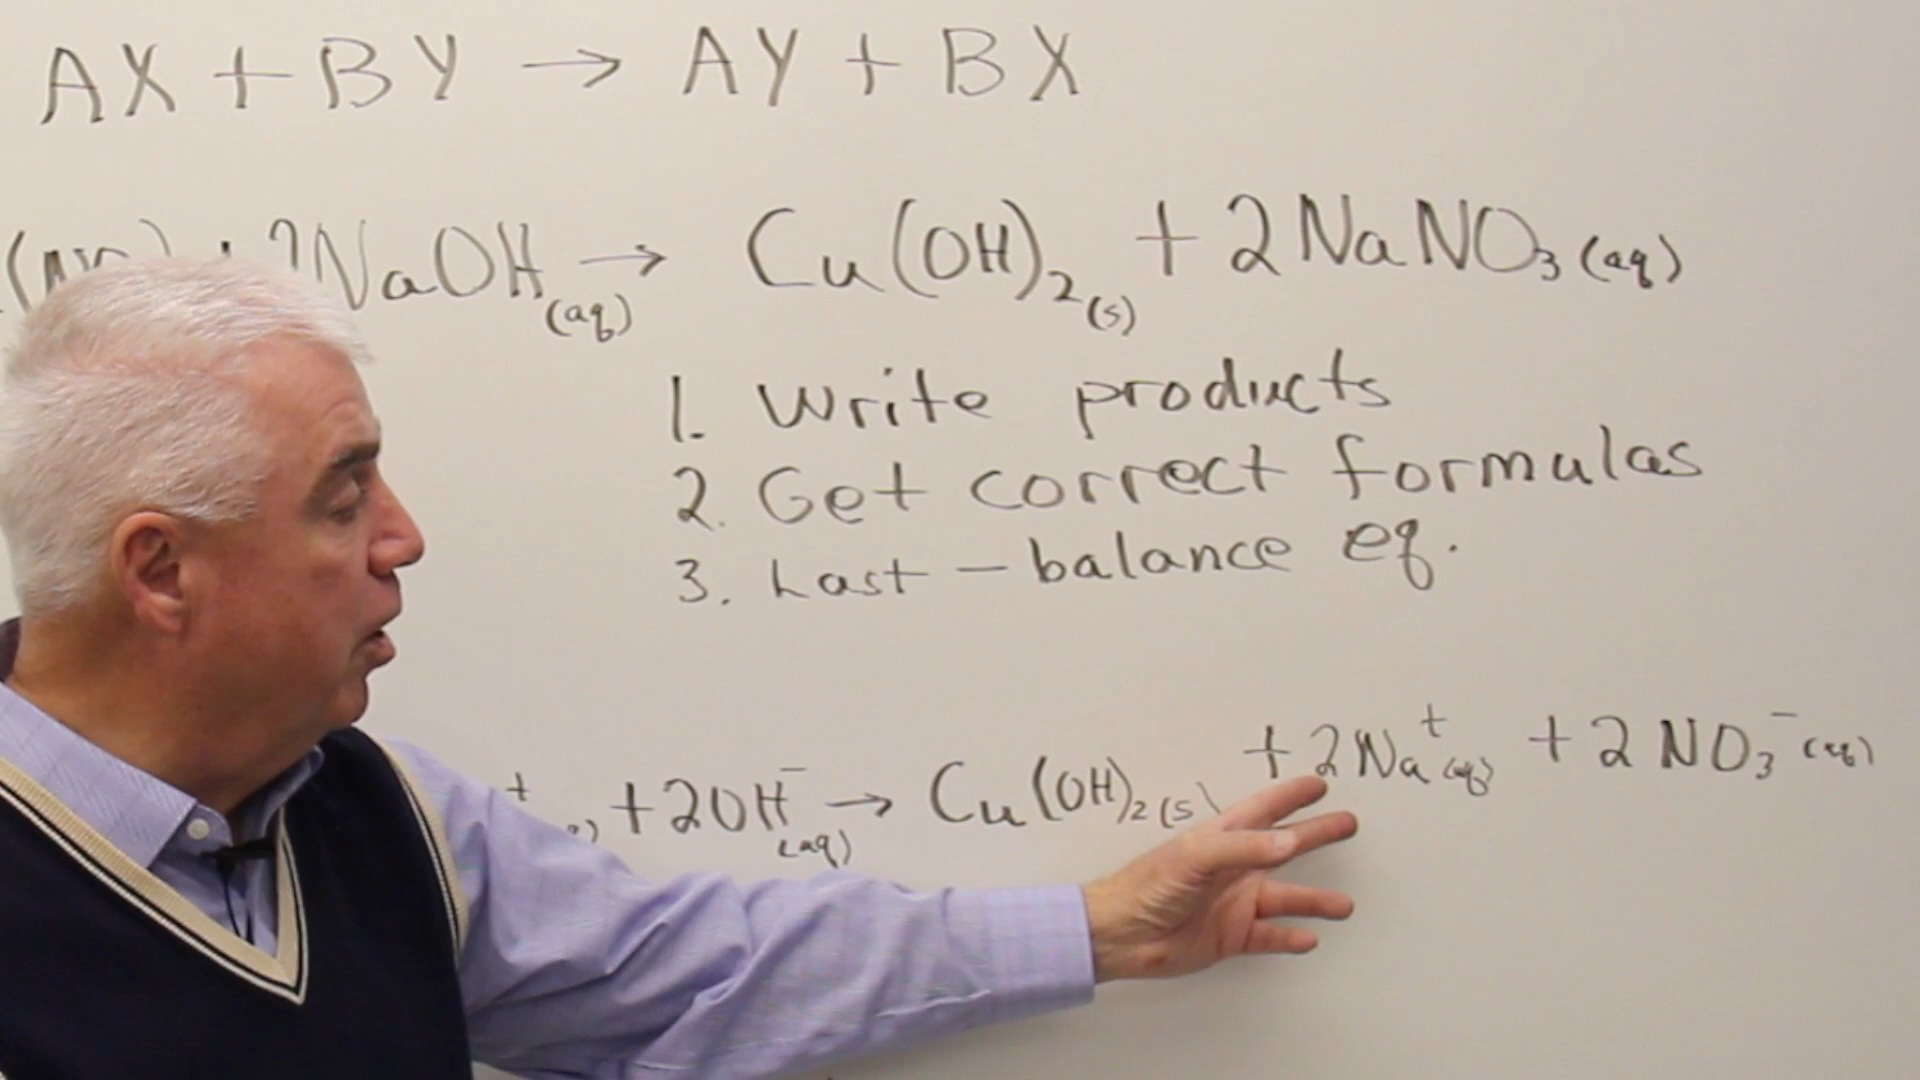 AX + BY → AY + BX
2NaOH(aq) → Cu(OH)2(s) + 2NaNO3(aq)
1. Write products
2. Get correct formulas
3. Last - balance eq.
+ + 2OH-(aq) → Cu(OH)2(s) + 2Na+(aq) + 2NO3-(aq)